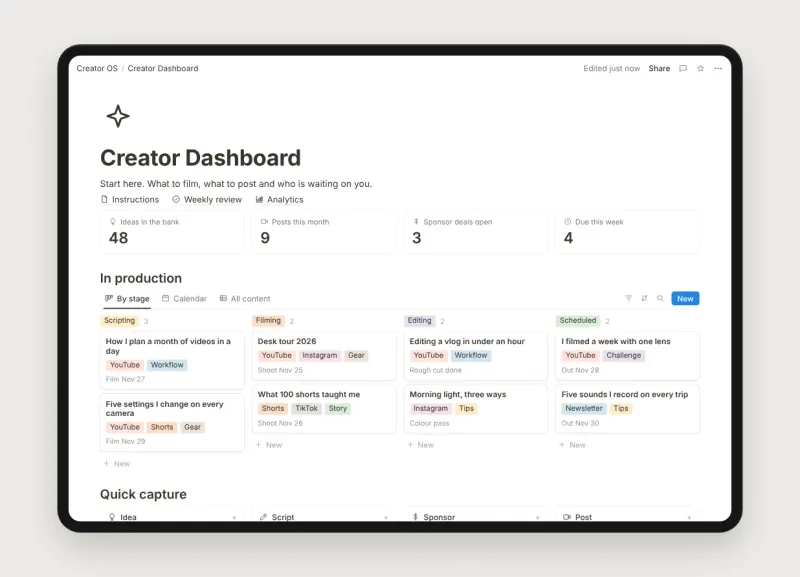 Creator OS / Creator Dashboard
Edited just now Share
Creator Dashboard
Start here. What to film, what to post and who is waiting on you.
Instructions Weekly review Analytics
Ideas in the bank
48
Posts this month
9
Sponsor deals open
3
Due this week
4
In production
By stage Calendar All content
New
Scripting 3
How I plan a month of videos in a
day
YouTube Workflow
Film Nov 27
Five settings I change on every
camera
YouTube Shorts Gear
Film Nov 29
+ New
Filming 2
Desk tour 2026
YouTube Instagram Gear
Shoot Nov 25
What 100 shorts taught me
Shorts TikTok Story
Shoot Nov 26
+ New
Editing 2
Editing a vlog in under an hour
YouTube Workflow
Rough cut done
Morning light, three ways
Instagram Tips
Colour pass
+ New
Scheduled 2
I filmed a week with one lens
YouTube Challenge
Out Nov 28
Five sounds I record on every trip
Newsletter Tips
Out Nov 30
+ New
Quick capture
Idea +
Script +
Sponsor +
Post +